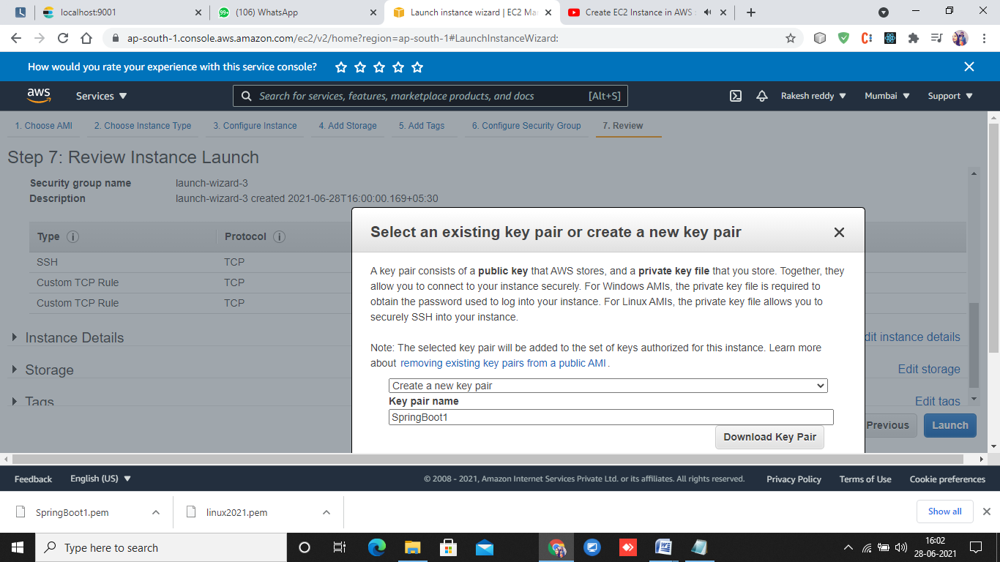 localhost:9001
99+
(106) WhatsApp
Launch instance wizard | EC2 Ma
Create EC2 Instance in AWS
ap-south-1.console.aws.amazon.com/ec2/v2/home?region=ap-south-1#LaunchInstanceWizard:
How would you rate your experience with this service console?
aws
Services
Search for services, features, marketplace products, and docs
[Alt+S]
Rakesh reddy
Mumbai
Support
1. Choose AMI
2. Choose Instance Type
3. Configure Instance
4. Add Storage
5. Add Tags
6. Configure Security Group
7. Review
Step 7: Review Instance Launch
Security group name
launch-wizard-3
Description
launch-wizard-3 created 2021-06-28T16:00:00.169+05:30
Type
Protocol
SSH
TCP
Custom TCP Rule
TCP
Custom TCP Rule
TCP
Instance Details
dit instance details
Storage
Edit storage
Tags
Edit tags
Select an existing key pair or create a new key pair
A key pair consists of a public key that AWS stores, and a private key file that you store. Together, they
allow you to connect to your instance securely. For Windows AMIs, the private key file is required to
obtain the password used to log into your instance. For Linux AMIs, the private key file allows you to
securely SSH into your instance.
Note: The selected key pair will be added to the set of keys authorized for this instance. Learn more
about removing existing key pairs from a public AMI.
Create a new key pair
Key pair name
SpringBoot1
Download Key Pair
Previous
Launch
Feedback
English (US)
© 2008 - 2021, Amazon Internet Services Private Ltd. or its affiliates. All rights reserved.
Privacy Policy
Terms of Use
Cookie preferences
SpringBoot1.pem
linux2021.pem
Show all
Type here to search
16:02
28-06-2021